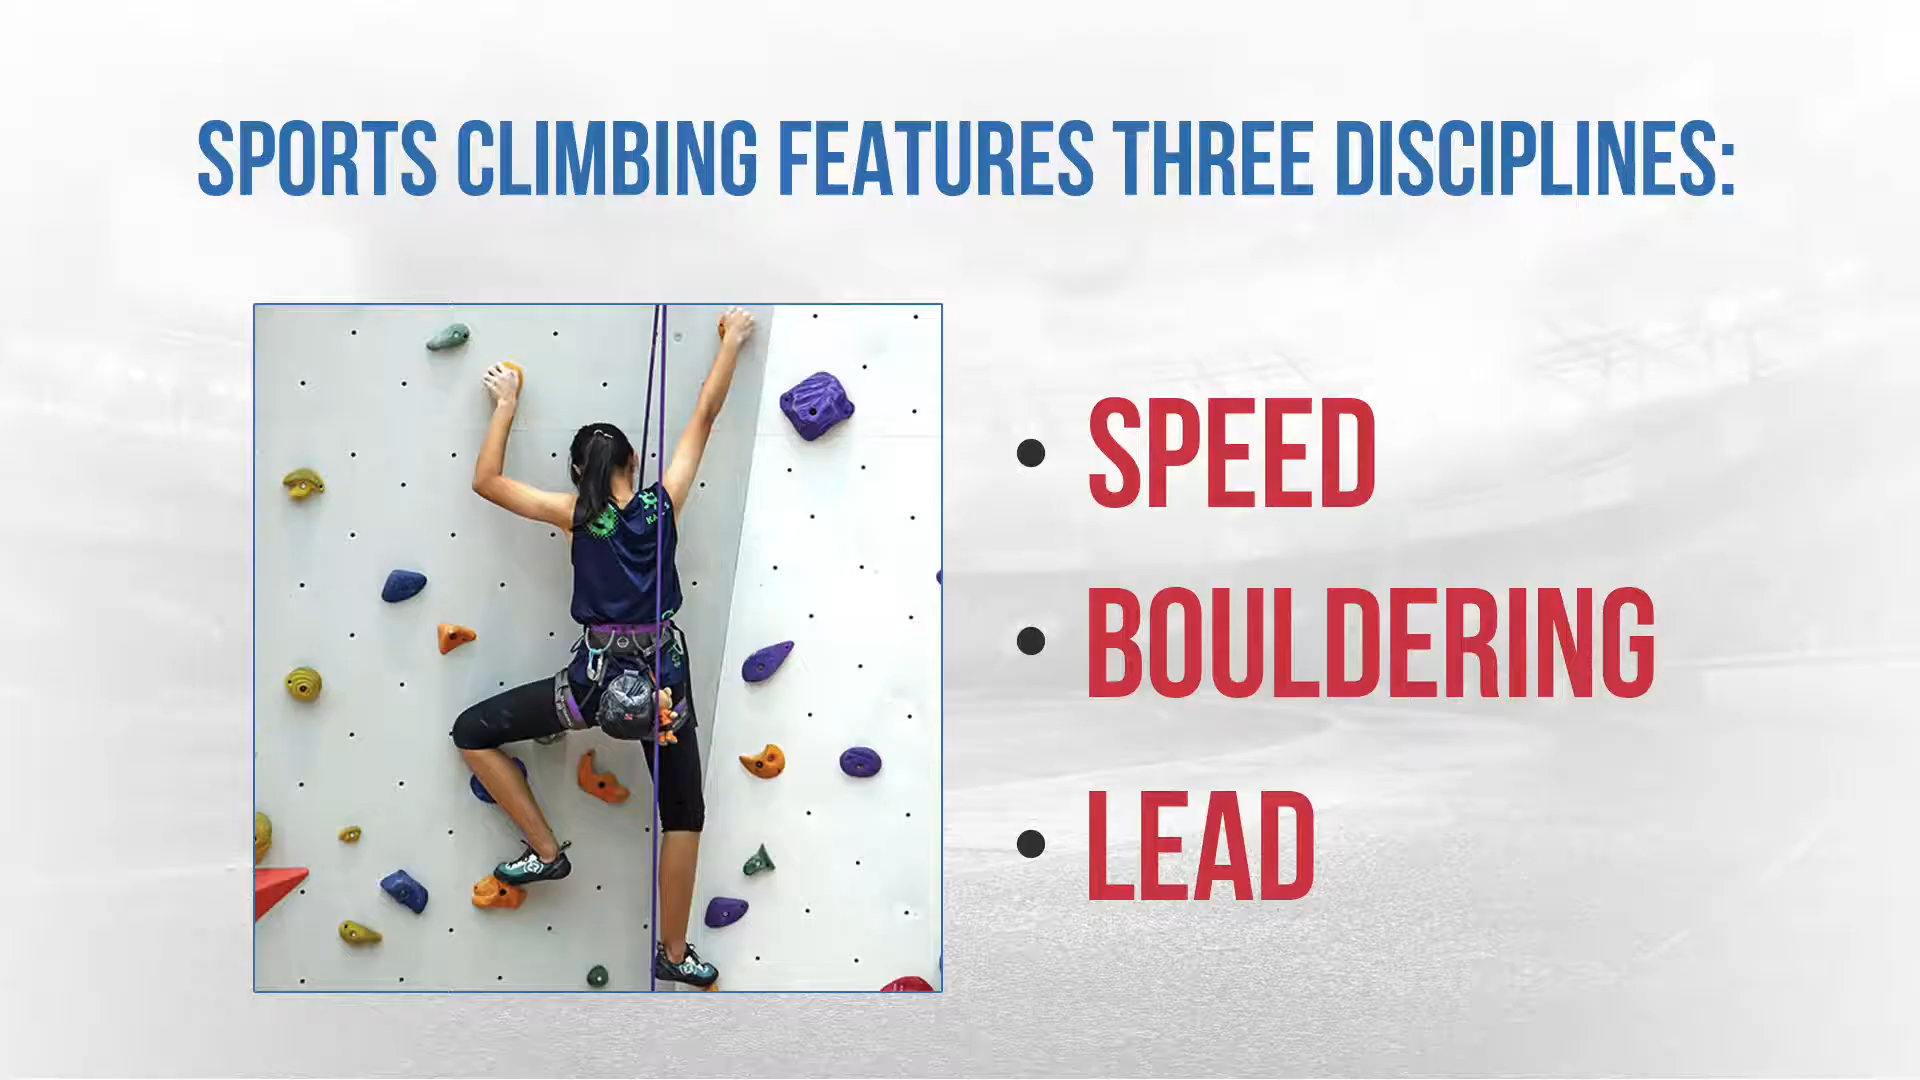 SPORTS CLIMBING FEATURES THREE DISCIPLINES:
• SPEED
• BOULDERING
• LEAD